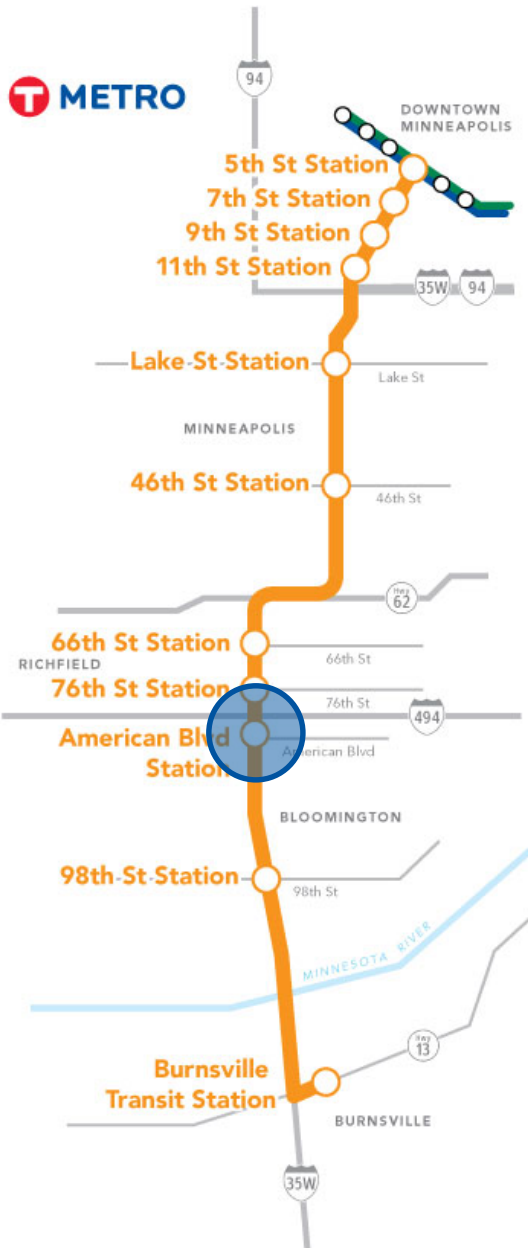 94
T METRO
DOWNTOWN
MINNEAPOLIS
5th St Station
7th St Station
9th St Station
11th St Station
35W 94
Lake St Station
Lake St
MINNEAPOLIS
46th St Station
46th St
Hwy
62
66th St Station
66th St
RICHFIELD
76th St Station
76th St
494
American Blvd
Station
American Blvd
BLOOMINGTON
98th St Station
98th St
MINNESOTA RIVER
Hwy
13
Burnsville
Transit Station
BURNSVILLE
35W